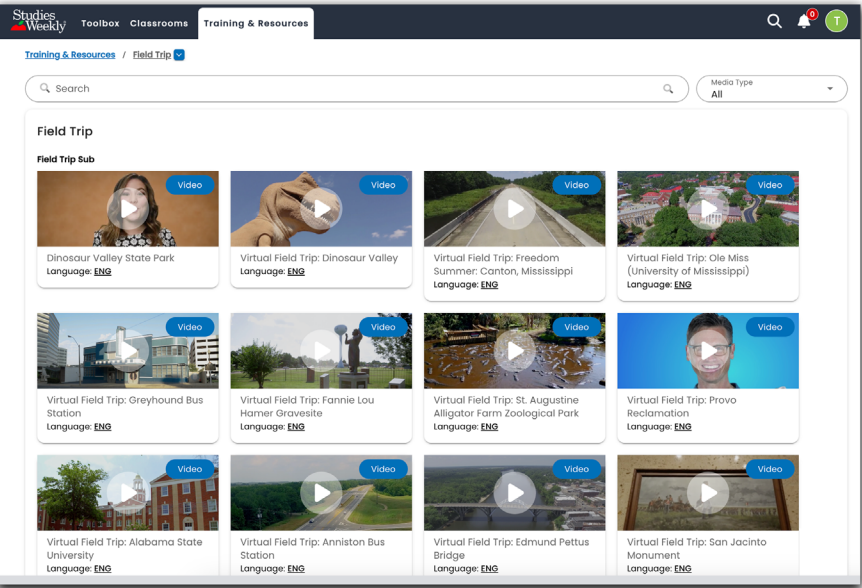 Studies
Weekly
Toolbox Classrooms Training & Resources 0 T
Training & Resources / Field Trip
Search
Media Type
All
Field Trip
Field Trip Sub
Video Video Video Video
Dinosaur Valley State Park
Language: ENG
Virtual Field Trip: Dinosaur Valley
Language: ENG
Virtual Field Trip: Freedom
Summer: Canton, Mississippi
Language: ENG
Virtual Field Trip: Ole Miss
(University of Mississippi)
Language: ENG
Video Video Video Video
Virtual Field Trip: Greyhound Bus
Station
Language: ENG
Virtual Field Trip: Fannie Lou
Hamer Gravesite
Language: ENG
Virtual Field Trip: St. Augustine
Alligator Farm Zoological Park
Language: ENG
Virtual Field Trip: Provo
Reclamation
Language: ENG
Video Video Video Video
Virtual Field Trip: Alabama State
University
Language: ENG
Virtual Field Trip: Anniston Bus
Station
Language: ENG
Virtual Field Trip: Edmund Pettus
Bridge
Language: ENG
Virtual Field Trip: San Jacinto
Monument
Language: ENG